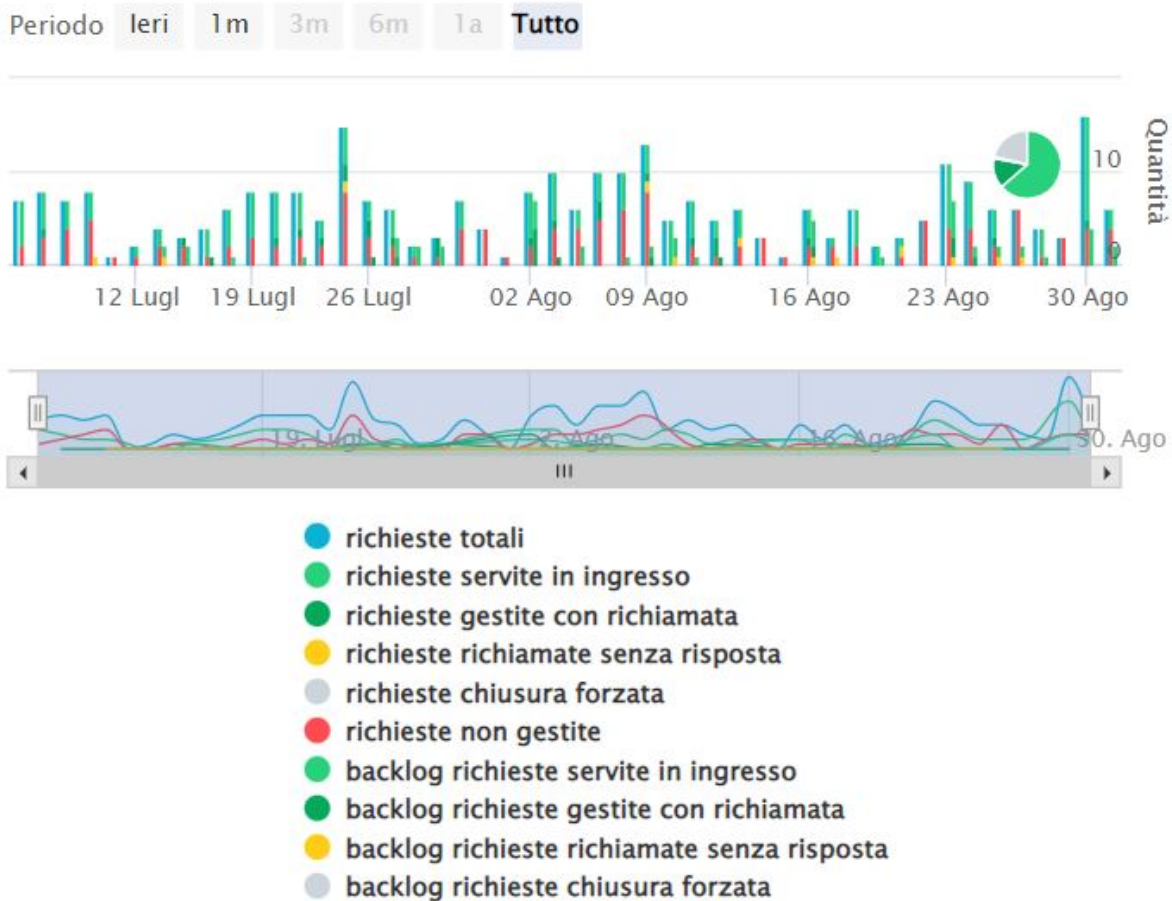 Periodo Ieri 1m 3m 6m 1a Tutto
Quantità
10
0
12 Lugl 19 Lugl 26 Lugl 02 Ago 09 Ago 16 Ago 23 Ago 30 Ago
19. Lugl 2. Ago 16. Ago 30. Ago
richieste totali
richieste servite in ingresso
richieste gestite con richiamata
richieste richiamate senza risposta
richieste chiusura forzata
richieste non gestite
backlog richieste servite in ingresso
backlog richieste gestite con richiamata
backlog richieste richiamate senza risposta
backlog richieste chiusura forzata